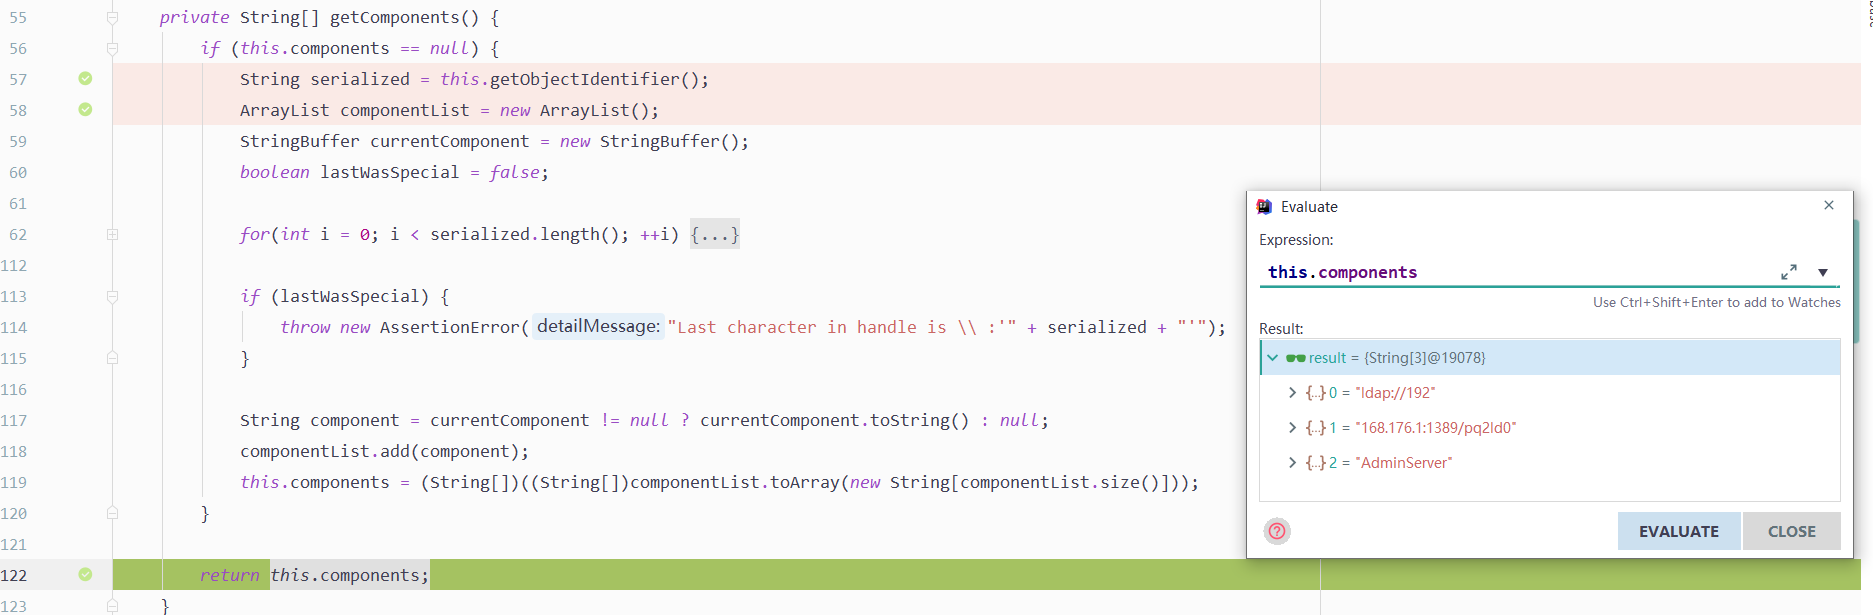 55 private String[] getComponents() {
56 if (this.components == null) {
57 String serialized = this.getObjectIdentifier();
58 ArrayList componentList = new ArrayList();
59 StringBuffer currentComponent = new StringBuffer();
60 boolean lastWasSpecial = false;
61
62 for(int i = 0; i < serialized.length(); ++i) {...}
112
113 if (lastWasSpecial) {
114 throw new AssertionError( detailMessage: "Last character in handle is \\ :'" + serialized + "'");
115 }
116
117 String component = currentComponent != null ? currentComponent.toString() : null;
118 componentList.add(component);
119 this.components = (String[])((String[])componentList.toArray(new String[componentList.size()]));
120 }
121
122 return this.components;
123 }
Evaluate
Expression:
this.components
Use Ctrl+Shift+Enter to add to Watches
Result:
result = {String[3]@19078}
{...} 0 = "ldap://192"
{...} 1 = "168.176.1:1389/pq2ld0"
{...} 2 = "AdminServer"
EVALUATE
CLOSE